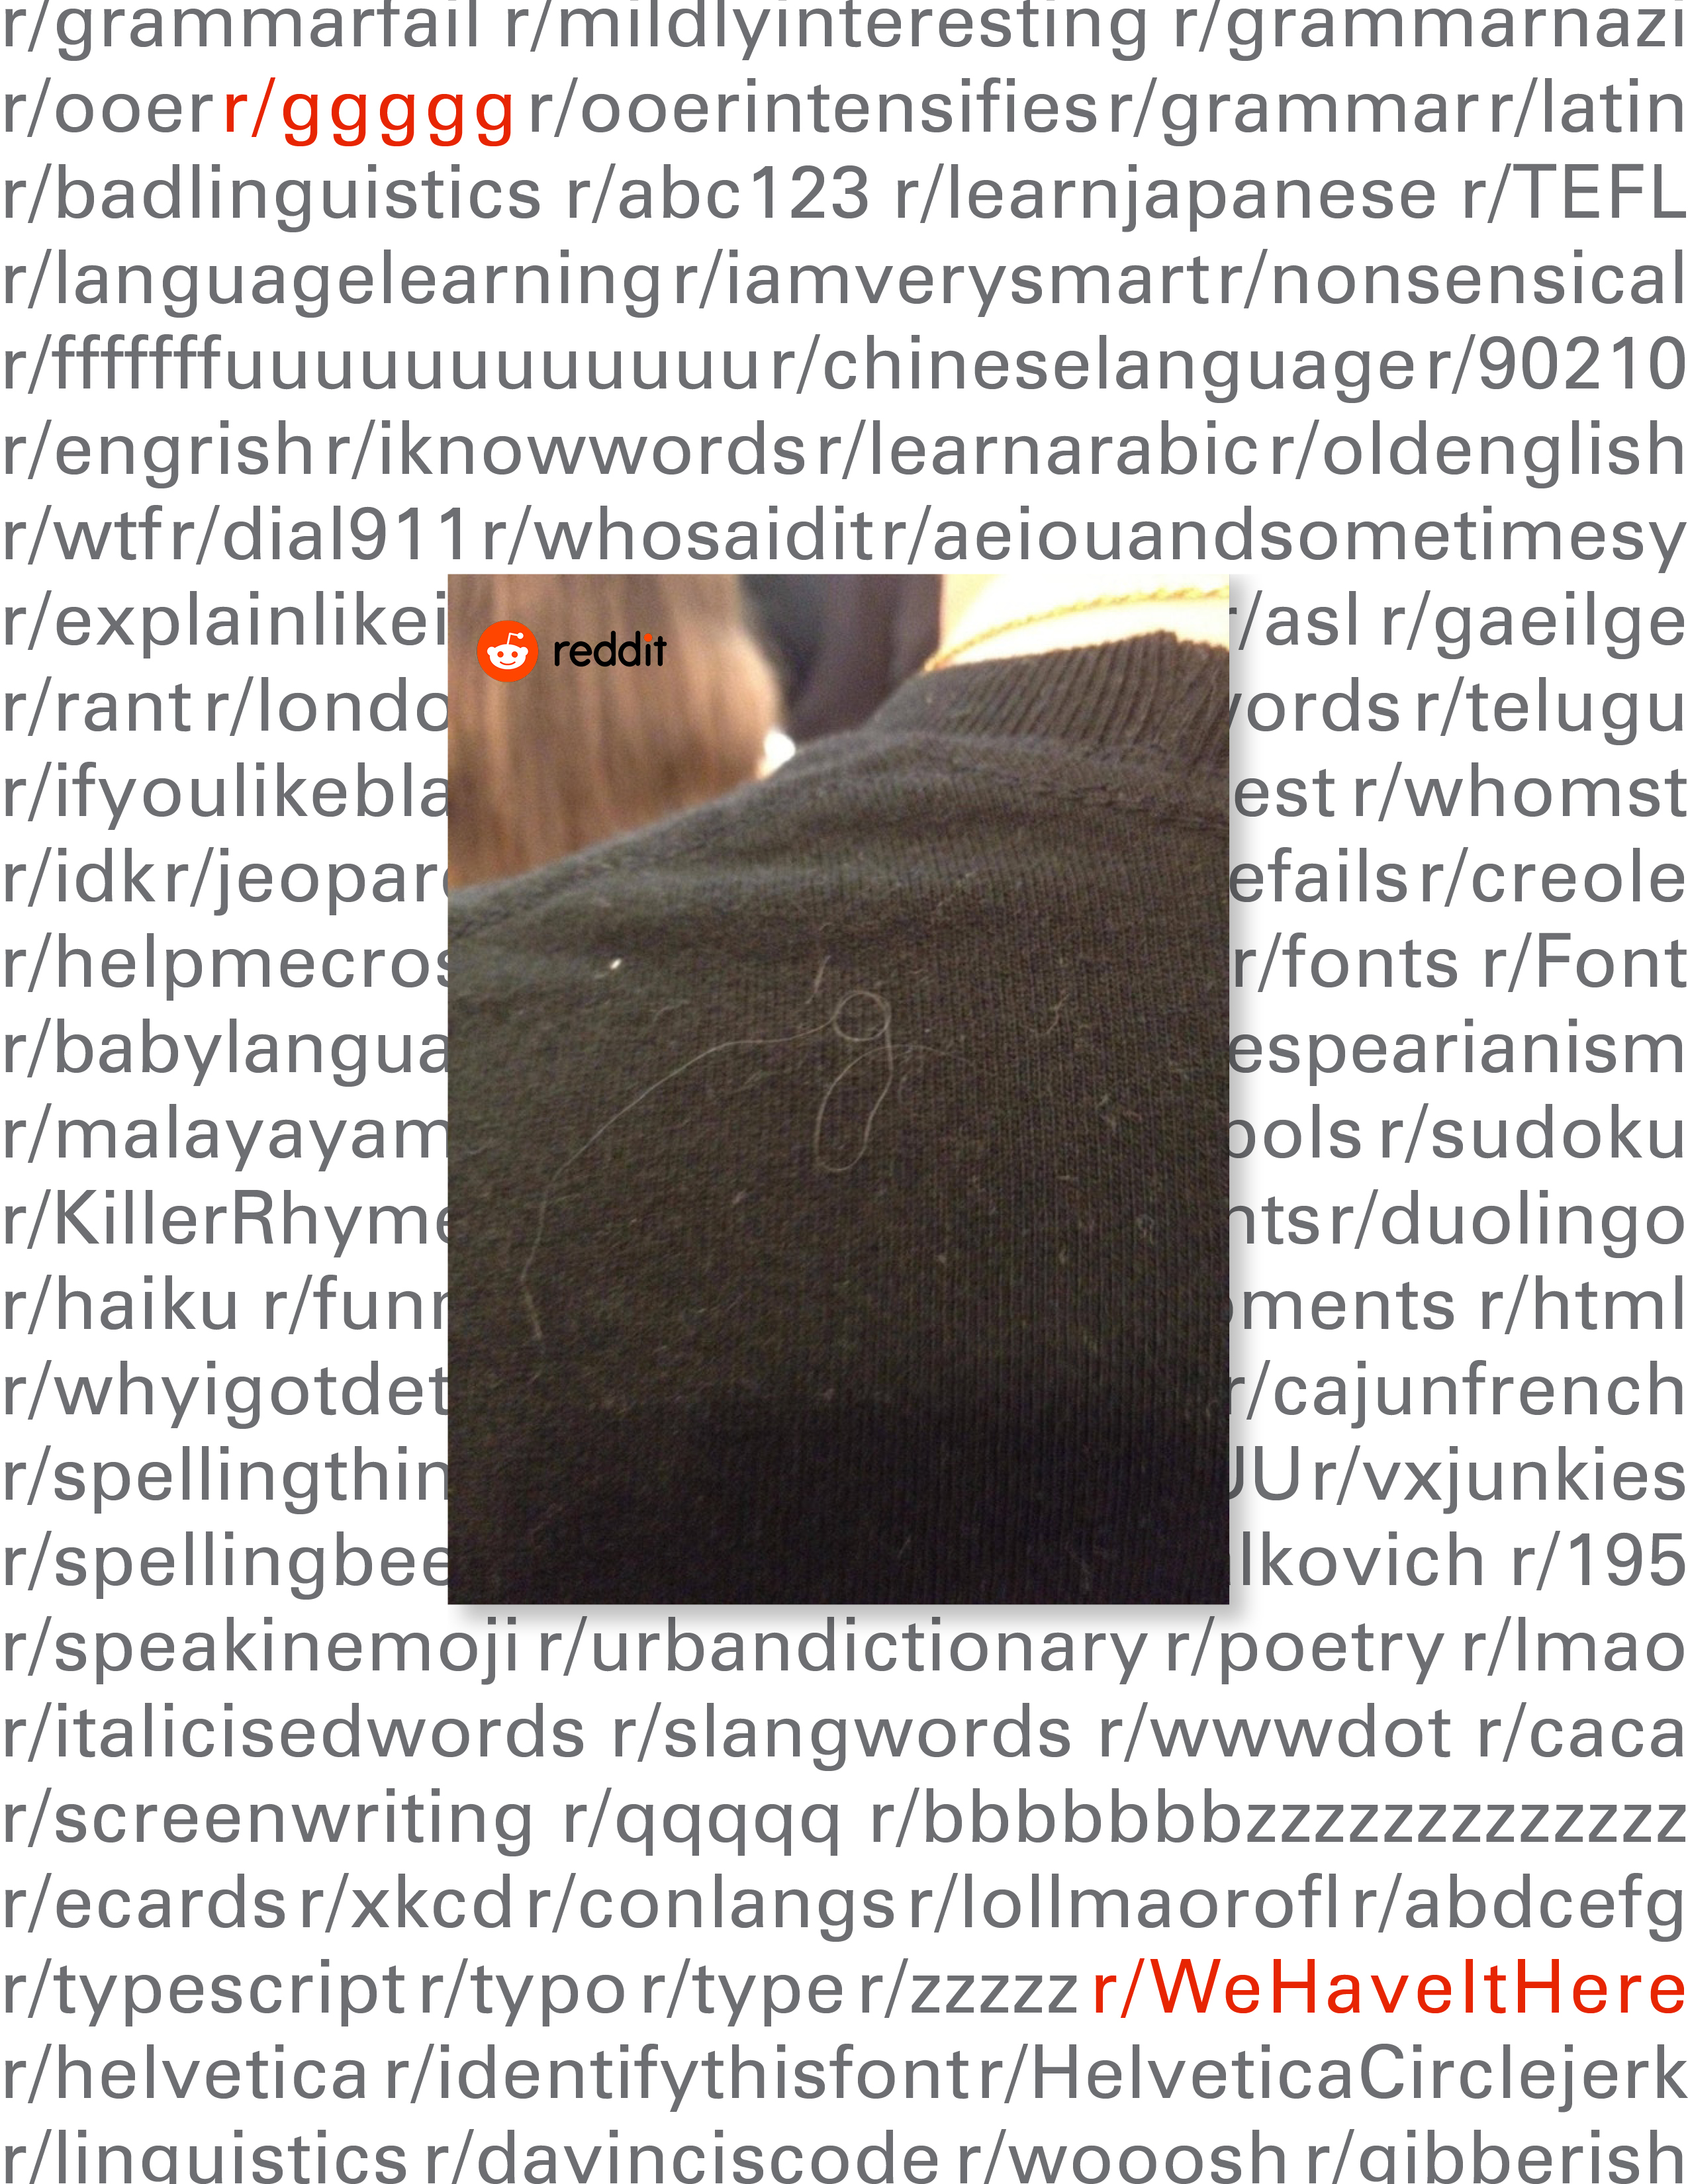 r/grammarfail r/mildlyinteresting r/grammarnazi
r/ooer r/ggggg r/ooerintensifies r/grammar r/latin
r/badlinguistics r/abc123 r/learnjapanese r/TEFL
r/languagelearning r/iamverysmart r/nonsensical
r/fffffffuuuuuuuuuuuu r/chineselanguage r/90210
r/engrish r/iknowwords r/learnarabic r/oldenglish
r/wtf r/dial911 r/whosaidit r/aeiouandsometimesy
r/explainlikei r/asl r/gaeilge
reddit
r/rant r/londo ords r/telugu
r/ifyoulikebla est r/whomst
r/idk r/jeopar efails r/creole
r/helpmecros r/fonts r/Font
r/babylangua espearianism
r/malayayam ools r/sudoku
r/KillerRhyme nts r/duolingo
r/haiku r/funn ments r/html
r/whyigotdet r/cajunfrench
r/spellingthin UU r/vxjunkies
r/spellingbee lkovich r/195
r/speakinemoji r/urbandictionary r/poetry r/lmao
r/italicisedwords r/slangwords r/wwwdot r/caca
r/screenwriting r/qqqqq r/bbbbbbbzzzzzzzzzzzzz
r/ecards r/xkcd r/conlangs r/lollmaorofl r/abdcefg
r/typescript r/typo r/type r/zzzzz r/WeHaveItHere
r/helvetica r/identifythisfont r/HelveticaCirclejerk
r/linguistics r/davinciscode r/wooosh r/gibberish